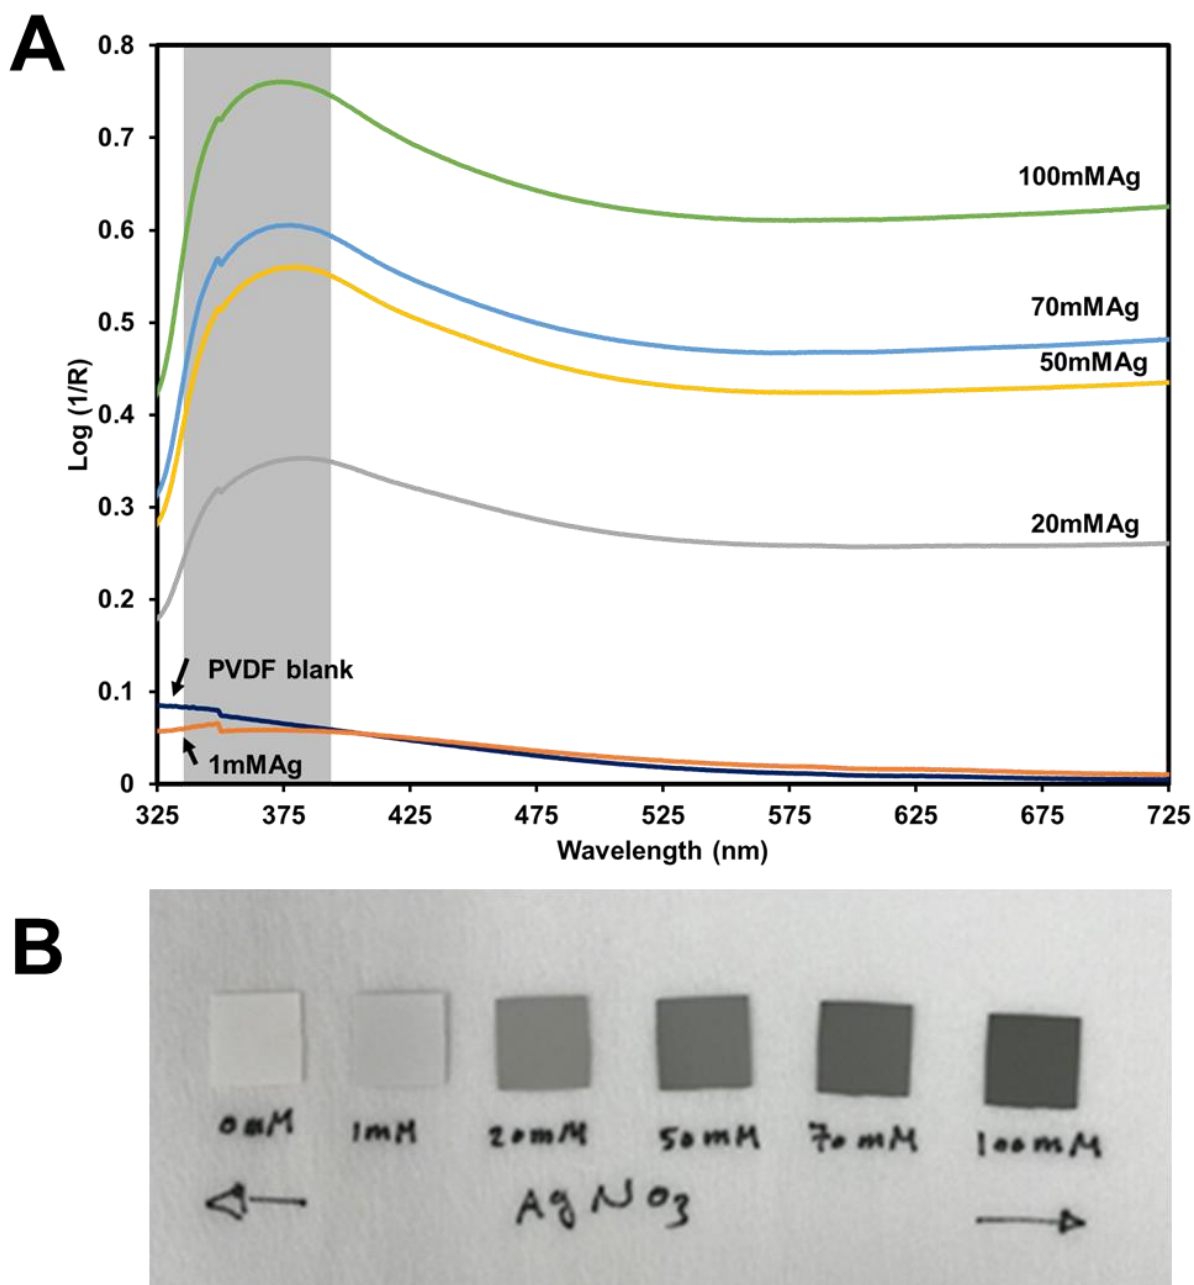 A
0.8
0.7
0.6
0.5
0.4
0.3
0.2
0.1
0
Log (1/R)
100mMAg
70mMAg
50mMAg
20mMAg
PVDF blank
1mMAg
325 375 425 475 525 575 625 675 725
Wavelength (nm)
B
0mM 1mM 20mM 50mM 70mM 100mM
AgNO3